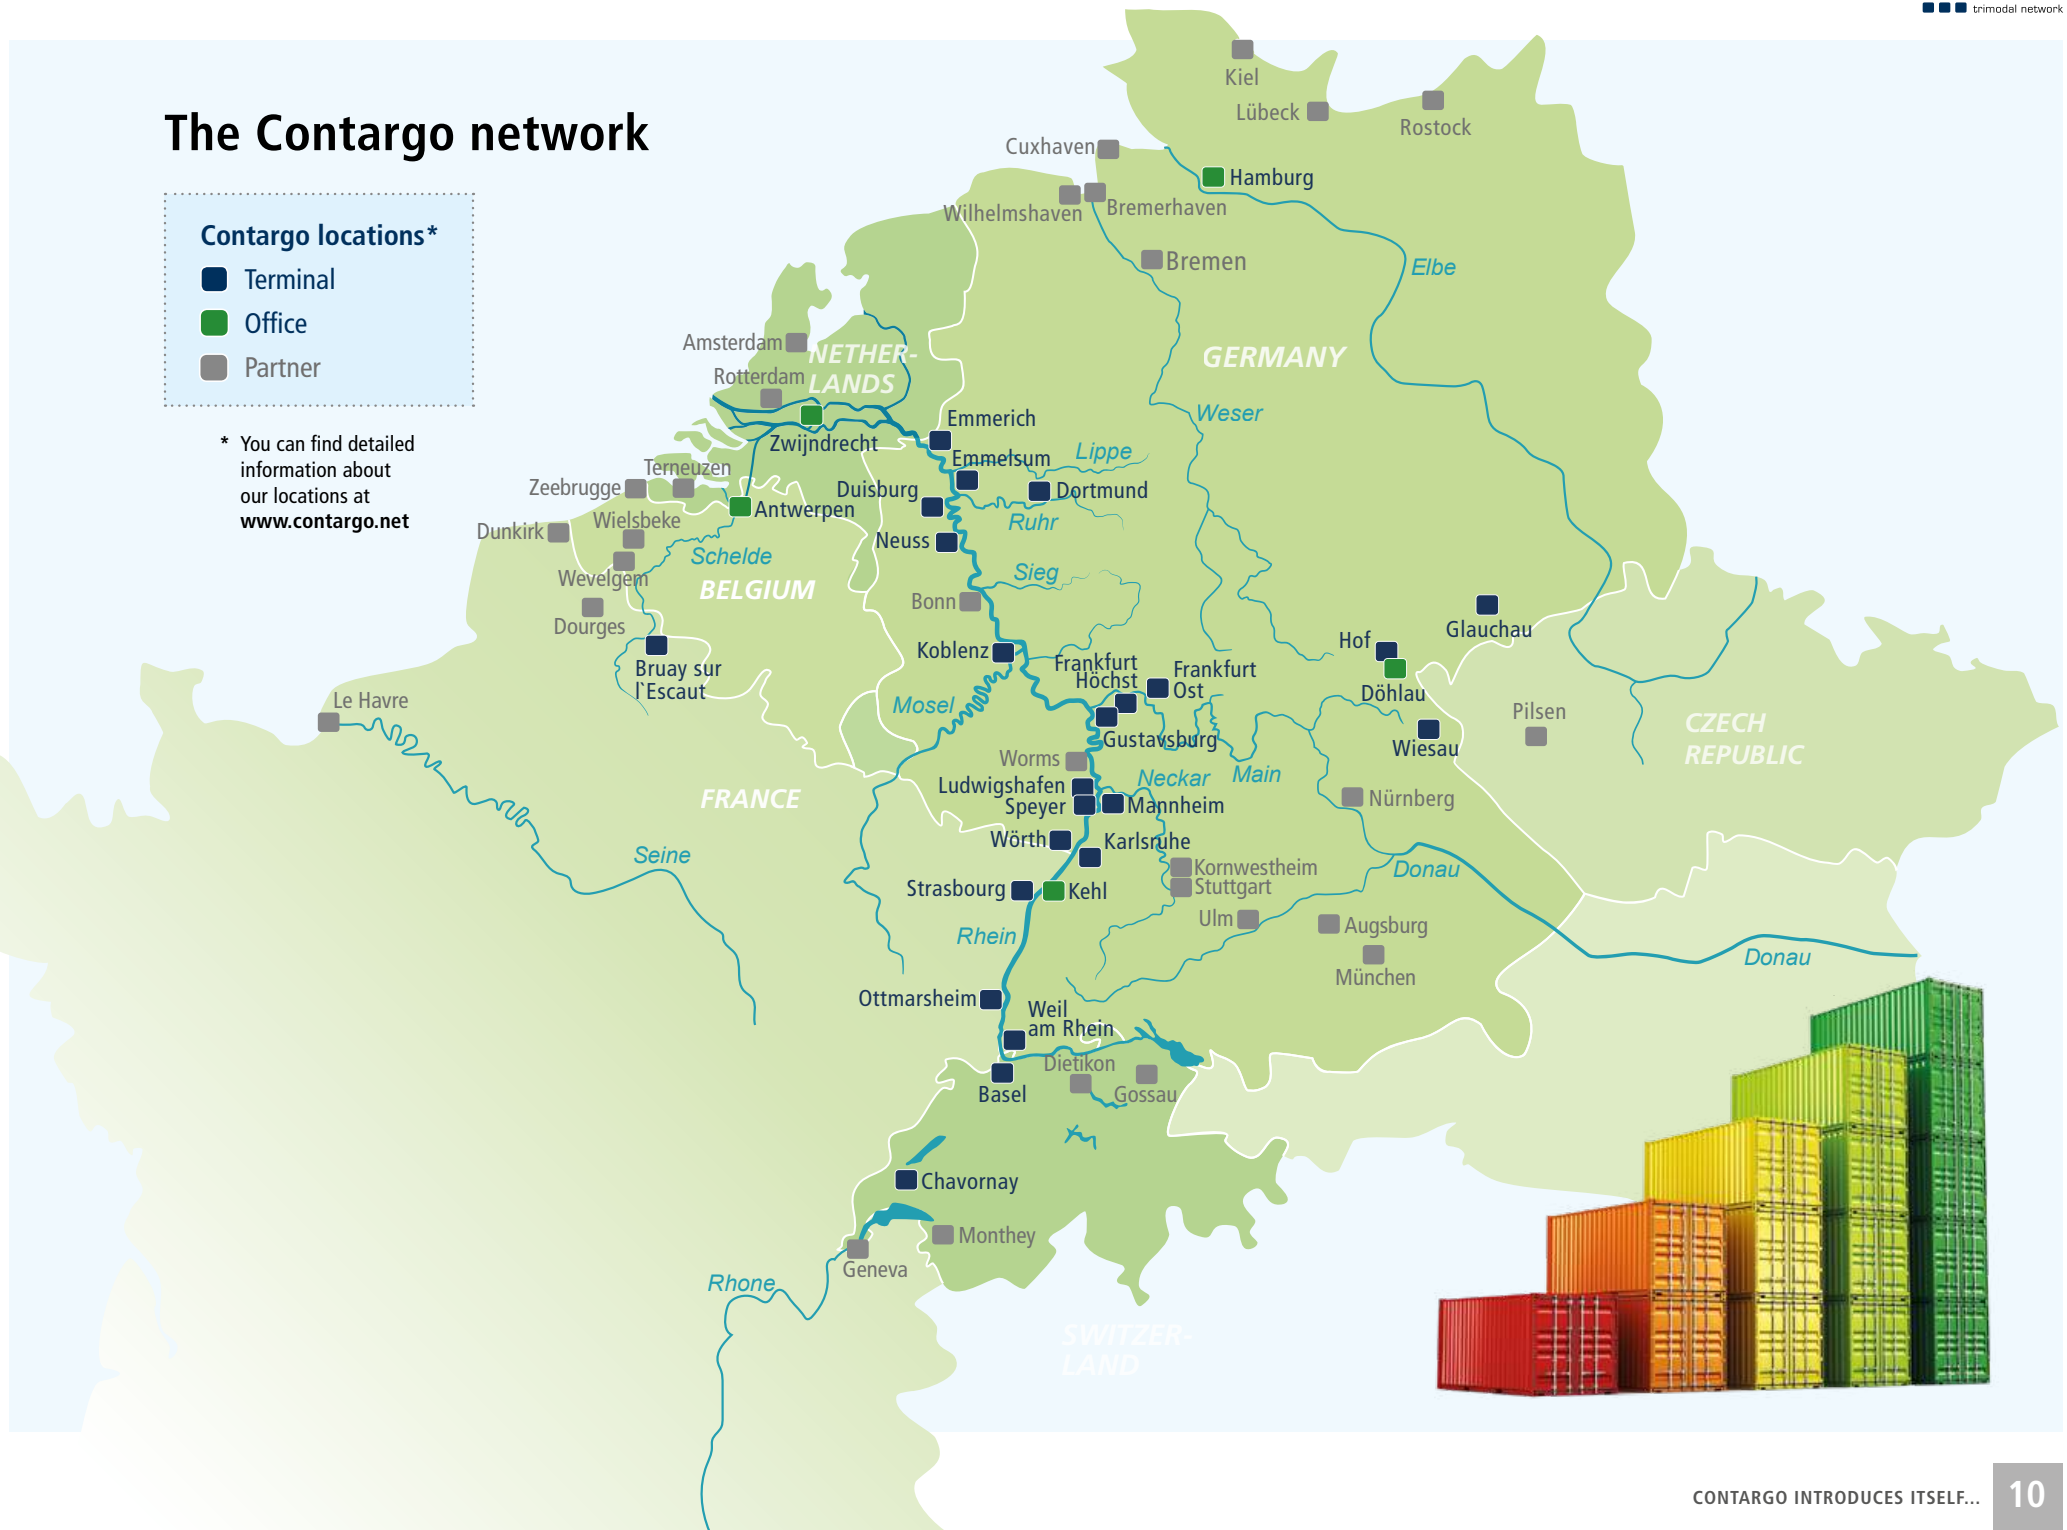 trimodal network
The Contargo network
Contargo locations*
Terminal
Office
Partner
* You can find detailed
information about
our locations at
www.contargo.net
Kiel
Lübeck
Rostock
Cuxhaven
Hamburg
Wilhelmshaven
Bremerhaven
Bremen
Elbe
Amsterdam
NETHER-
LANDS
GERMANY
Rotterdam
Weser
Emmerich
Zwijndrecht
Lippe
Emmelsum
Terneuzen
Zeebrugge
Duisburg
Dortmund
Antwerpen
Wielsbeke
Ruhr
Dunkirk
Neuss
Schelde
Sieg
Wevelgem
BELGIUM
Bonn
Dourges
Glauchau
Hof
Koblenz
Frankfurt
Höchst
Frankfurt
Ost
Bruay sur
l`Escaut
Döhlau
Le Havre
Mosel
Pilsen
CZECH
REPUBLIC
Gustavsburg
Wiesau
Worms
Neckar
Main
Ludwigshafen
FRANCE
Speyer
Mannheim
Nürnberg
Wörth
Karlsruhe
Seine
Kornwestheim
Donau
Stuttgart
Strasbourg
Kehl
Ulm
Augsburg
Rhein
Donau
München
Ottmarsheim
Weil
am Rhein
Dietikon
Basel
Gossau
Chavornay
Monthey
Geneva
Rhone
SWITZER-
LAND
CONTARGO INTRODUCES ITSELF...
10